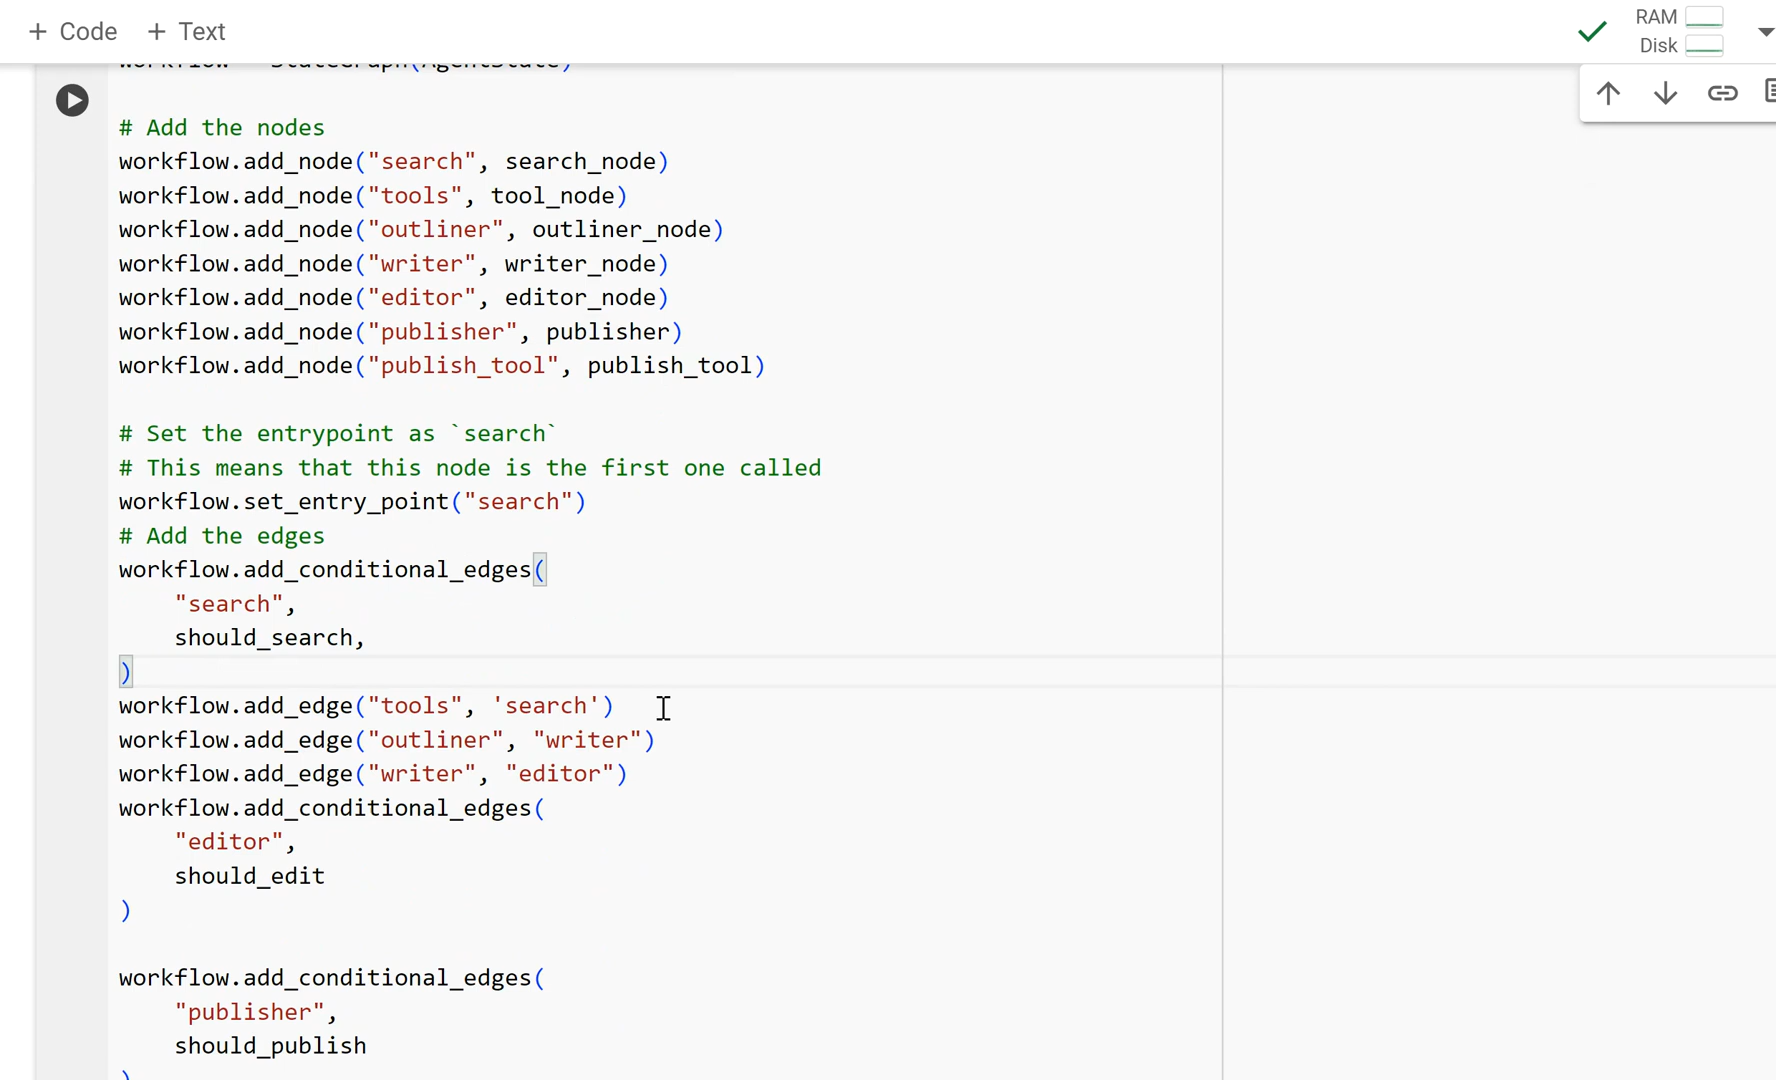 + Code + Text
RAM
Disk
workflow = StateGraph(AgentState)
# Add the nodes
workflow.add_node("search", search_node)
workflow.add_node("tools", tool_node)
workflow.add_node("outliner", outliner_node)
workflow.add_node("writer", writer_node)
workflow.add_node("editor", editor_node)
workflow.add_node("publisher", publisher)
workflow.add_node("publish_tool", publish_tool)
# Set the entrypoint as `search`
# This means that this node is the first one called
workflow.set_entry_point("search")
# Add the edges
workflow.add_conditional_edges(
    "search",
    should_search,
)
workflow.add_edge("tools", 'search')
workflow.add_edge("outliner", "writer")
workflow.add_edge("writer", "editor")
workflow.add_conditional_edges(
    "editor",
    should_edit
)
workflow.add_conditional_edges(
    "publisher",
    should_publish
)